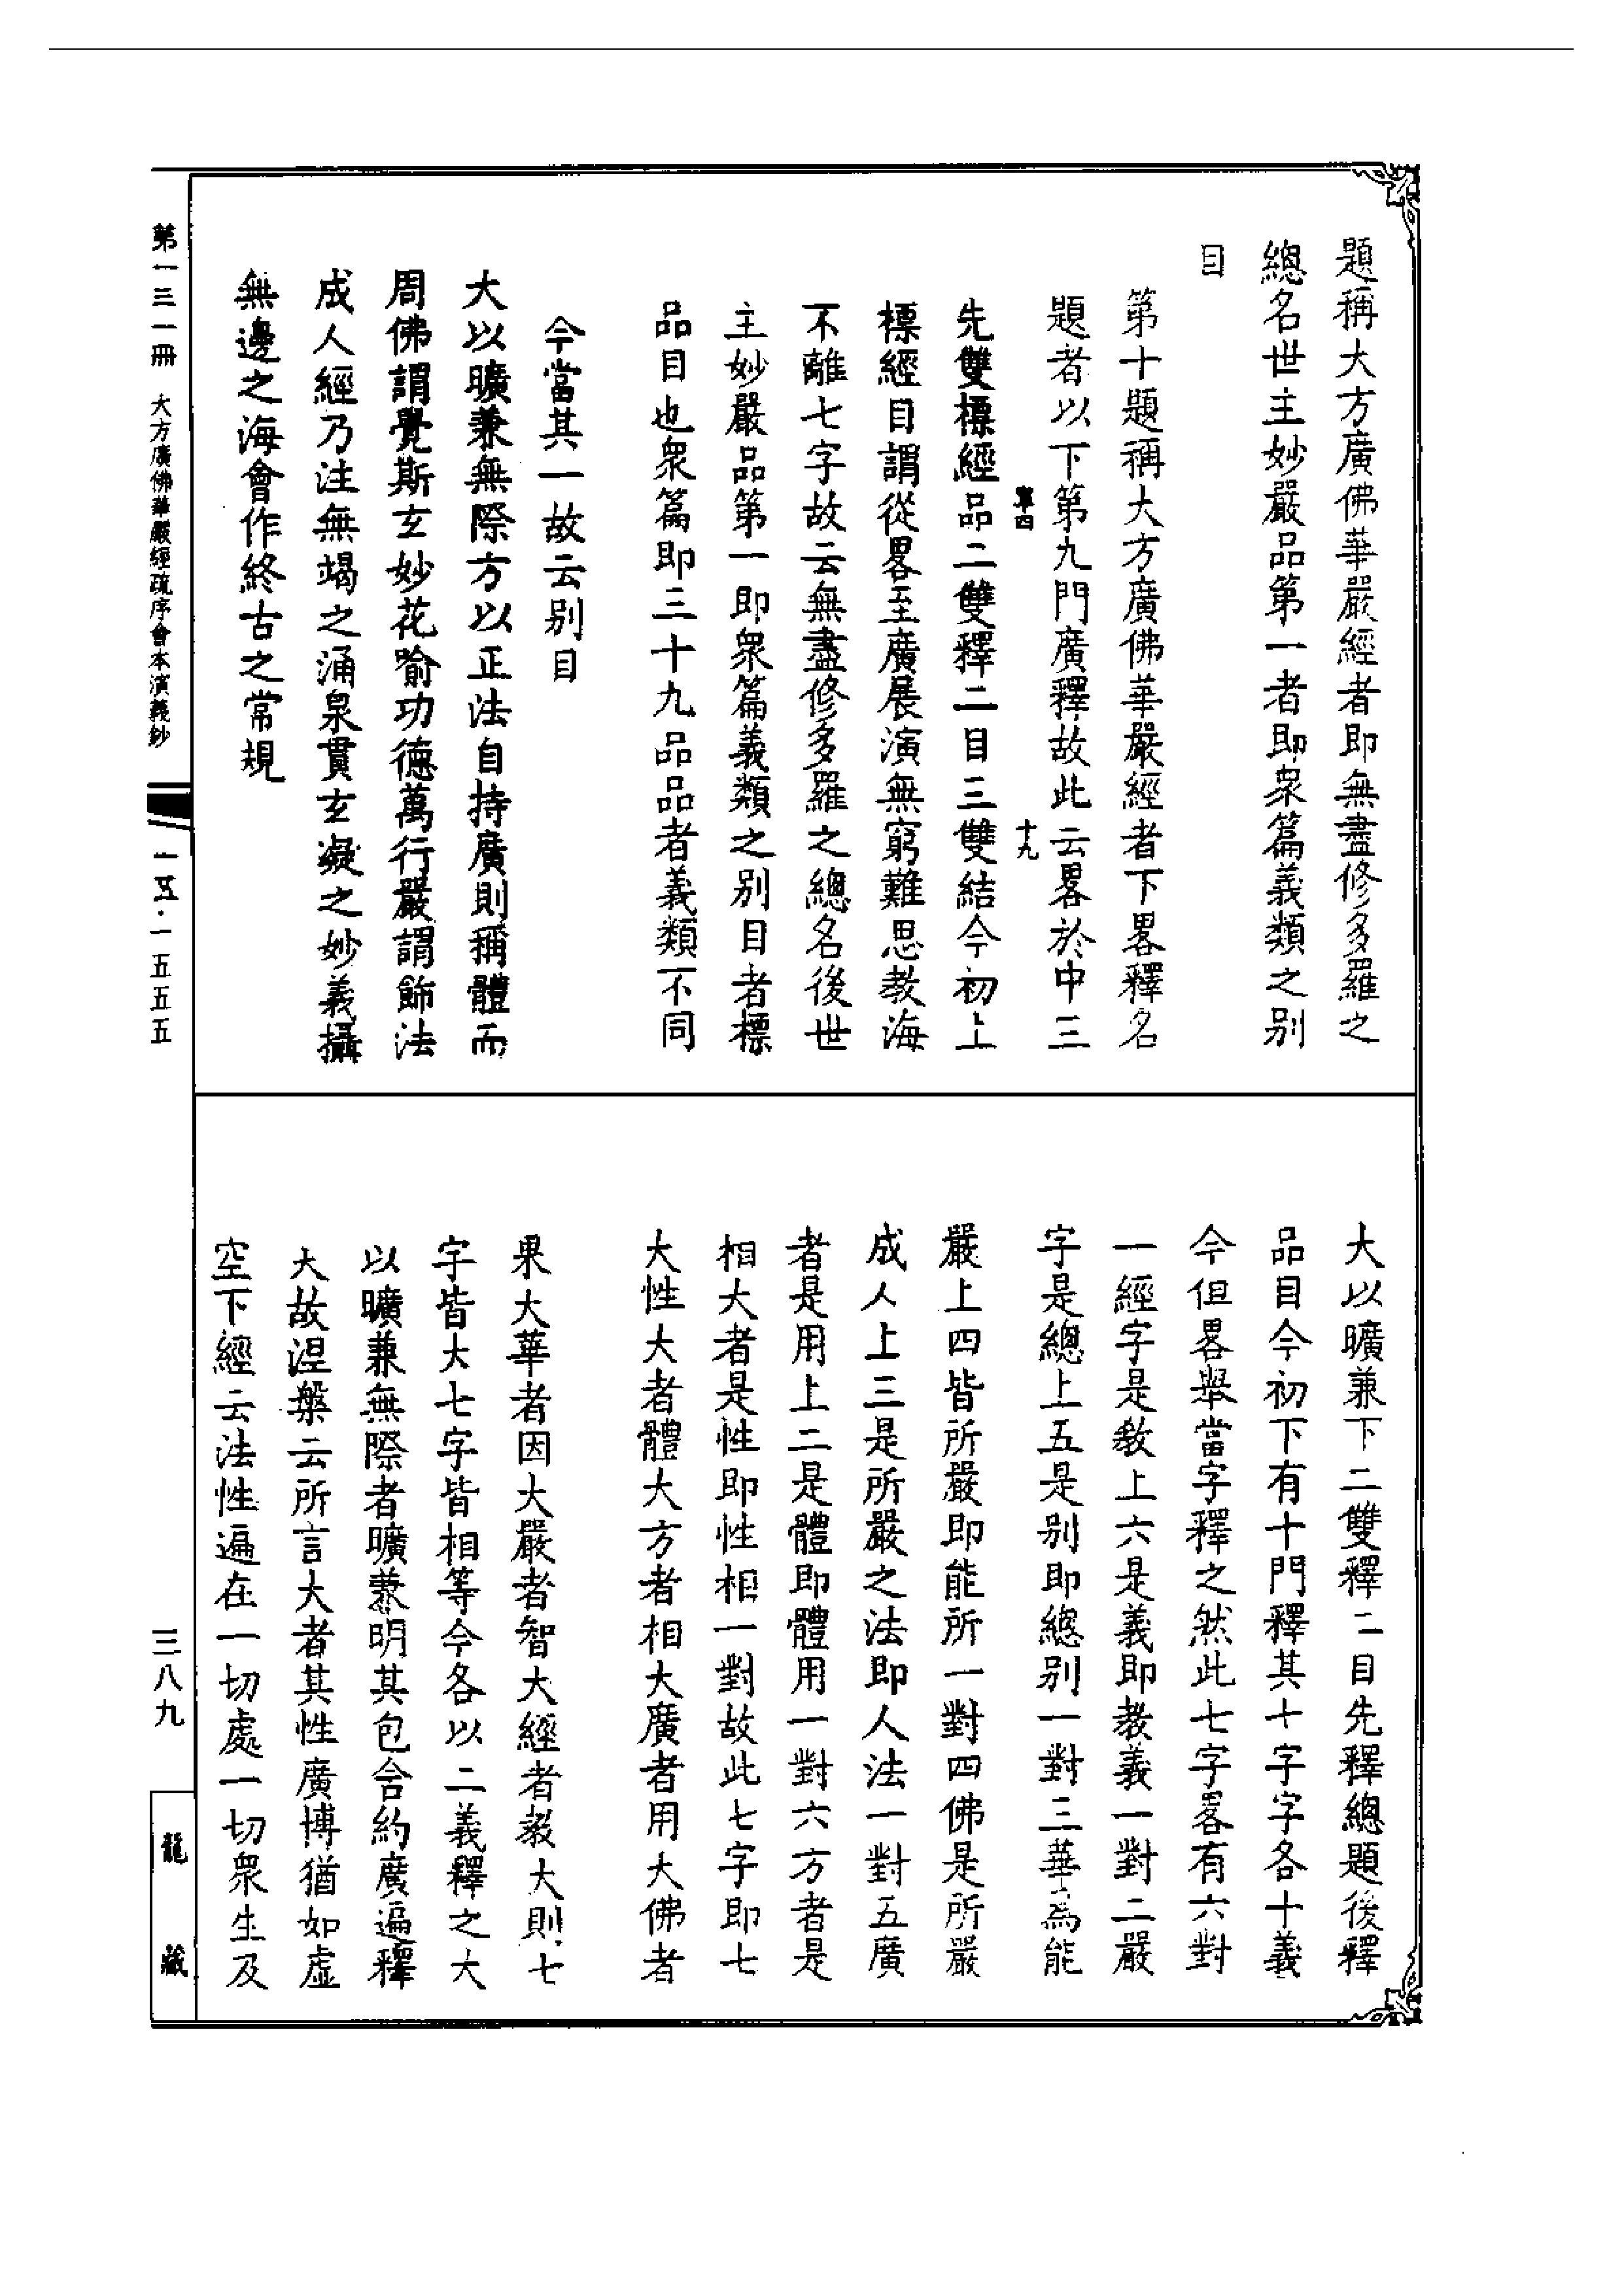 題稱大方廣佛華嚴經者即無盡修多羅之
總名世主妙嚴品第一者即衆篇義類之别
目
第十題稱大方廣佛華嚴經者下畧釋名
題者以下第九門廣釋故此云畧於中三
十九
先雙標經品二雙釋二目三雙結今初上
標經目謂從畧至廣展演無窮難思教海
不離七字故云無盡修多羅之總名後世
主妙嚴品第一即衆篇義類之别目者標
品目也衆篇即三十九品品者義類不同
今當其一故云别目
大以曠兼無際方以正法自持廣則稱體而
周佛謂覺斯玄妙花喻功德萬行嚴謂飾法
成人經乃注無竭之涌泉貫玄凝之妙義攝
無邊之海會作終古之常規
大以曠兼下二雙釋二目先釋總題後釋
品目今初下有十門釋其七字字各十義
今但畧舉當字釋之然此七字畧有六對
一經字是教上六是義即教義一對二嚴
字是總上五是别即總别一對三華爲能
嚴上四皆所嚴即能所一對四佛是所嚴
成人上三是所嚴之法即人法一對五廣
者是用上二是體即體用一對六方者是
相大者是性即性相一對故此七字即七
大性大者體大方者相大廣者用大佛者
果大華者因大嚴者智大經者教大則七
字皆大七字皆相等今各以二義釋之大
以曠兼無際者曠兼明其包含約廣遍釋
大故涅槃云所言大者其性廣博猶如虛
空下經云法性遍在一切處一切衆生及
第一三一冊 大方廣佛華嚴經疏序會本演義鈔
一五·一五五五
三八九
龍藏